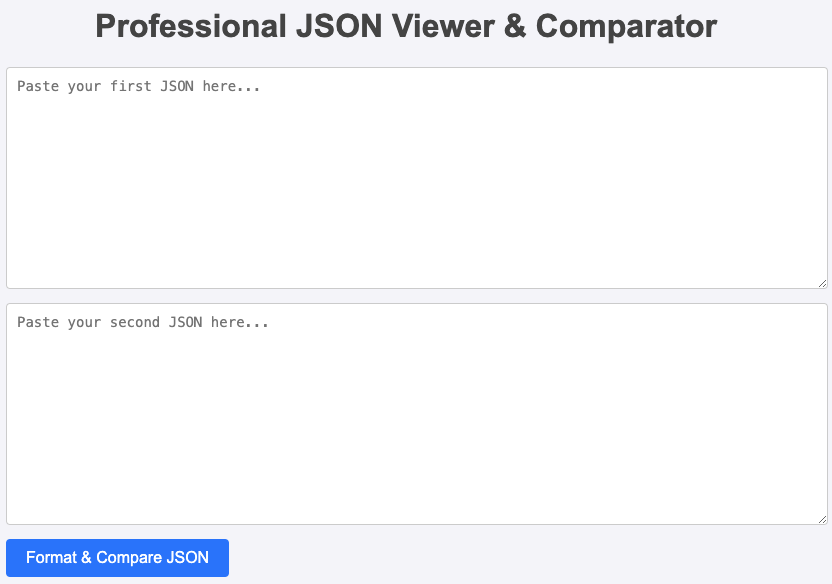 Professional JSON Viewer & Comparator
Paste your first JSON here...
Paste your second JSON here...
Format & Compare JSON